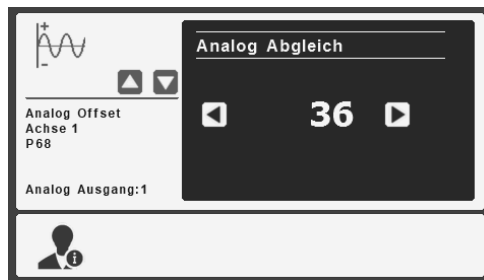 Analog Offset
Achse 1
P68
Analog Ausgang:1
Analog Abgleich
36